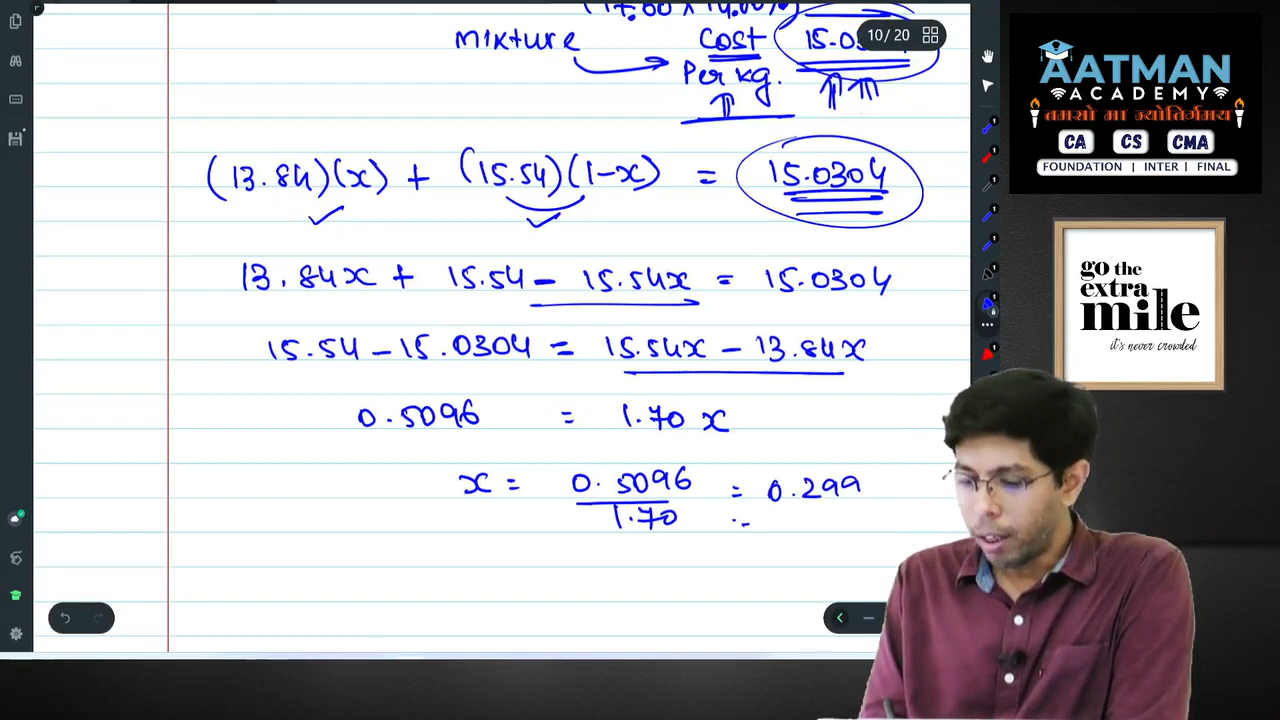 10/20
mixture
Cost
Per kg.
(13.84)(x) + (15.54)(1-x) = 15.0304
13.84x + 15.54 - 15.54x = 15.0304
15.54 - 15.0304 = 15.54x - 13.84x
0.5096 = 1.70 x
x = 0.5096 / 1.70 = 0.299
AATMAN
ACADEMY
तमसो मा ज्योतिर्गमय
CA CS CMA
FOUNDATION | INTER | FINAL
go the
extra
mile
it's never crowded